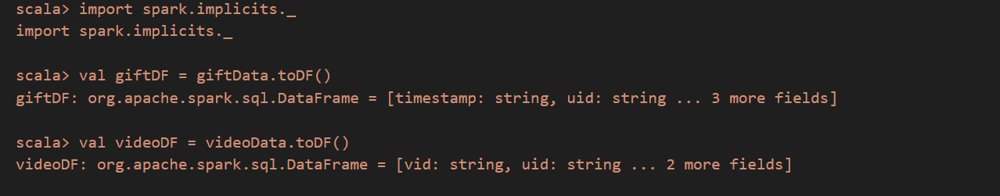 scala> import spark.implicits._
import spark.implicits._
scala> val giftDF = giftData.toDF()
giftDF: org.apache.spark.sql.DataFrame = [timestamp: string, uid: string ... 3 more fields]
scala> val videoDF = videoData.toDF()
videoDF: org.apache.spark.sql.DataFrame = [vid: string, uid: string ... 2 more fields]